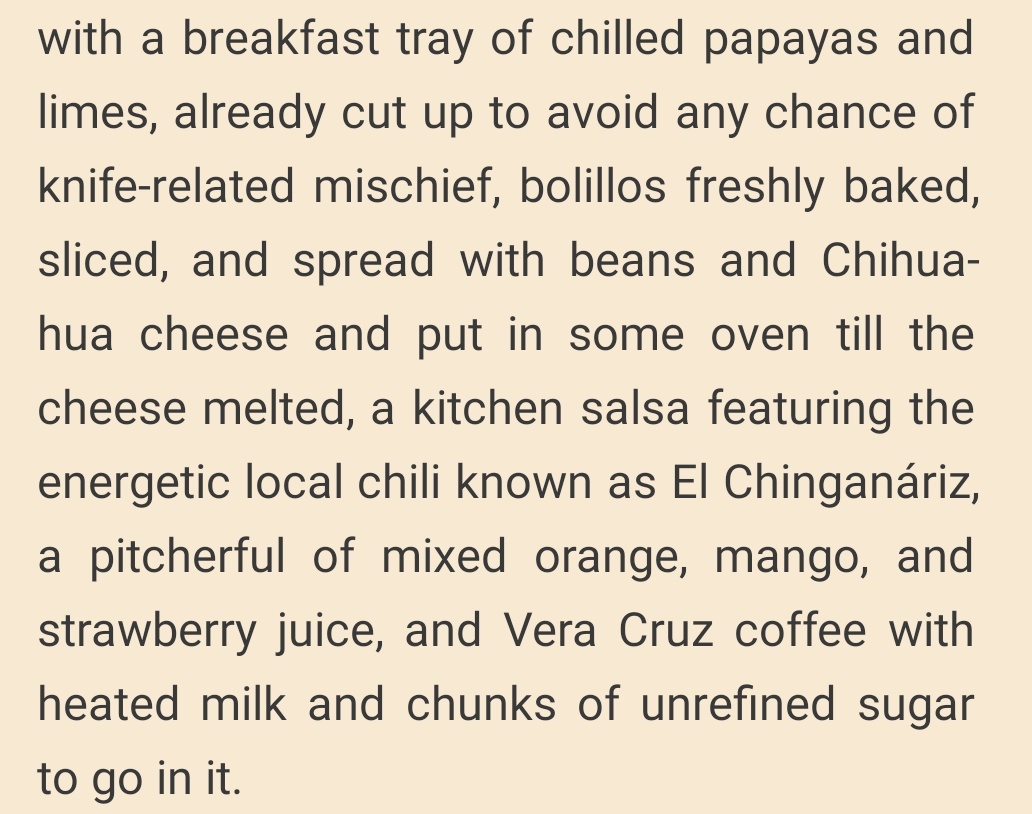 with a breakfast tray of chilled papayas and
limes, already cut up to avoid any chance of
knife-related mischief, bolillos freshly baked,
sliced, and spread with beans and Chihua-
hua cheese and put in some oven till the
cheese melted, a kitchen salsa featuring the
energetic local chili known as El Chinganáriz,
a pitcherful of mixed orange, mango, and
strawberry juice, and Vera Cruz coffee with
heated milk and chunks of unrefined sugar
to go in it.